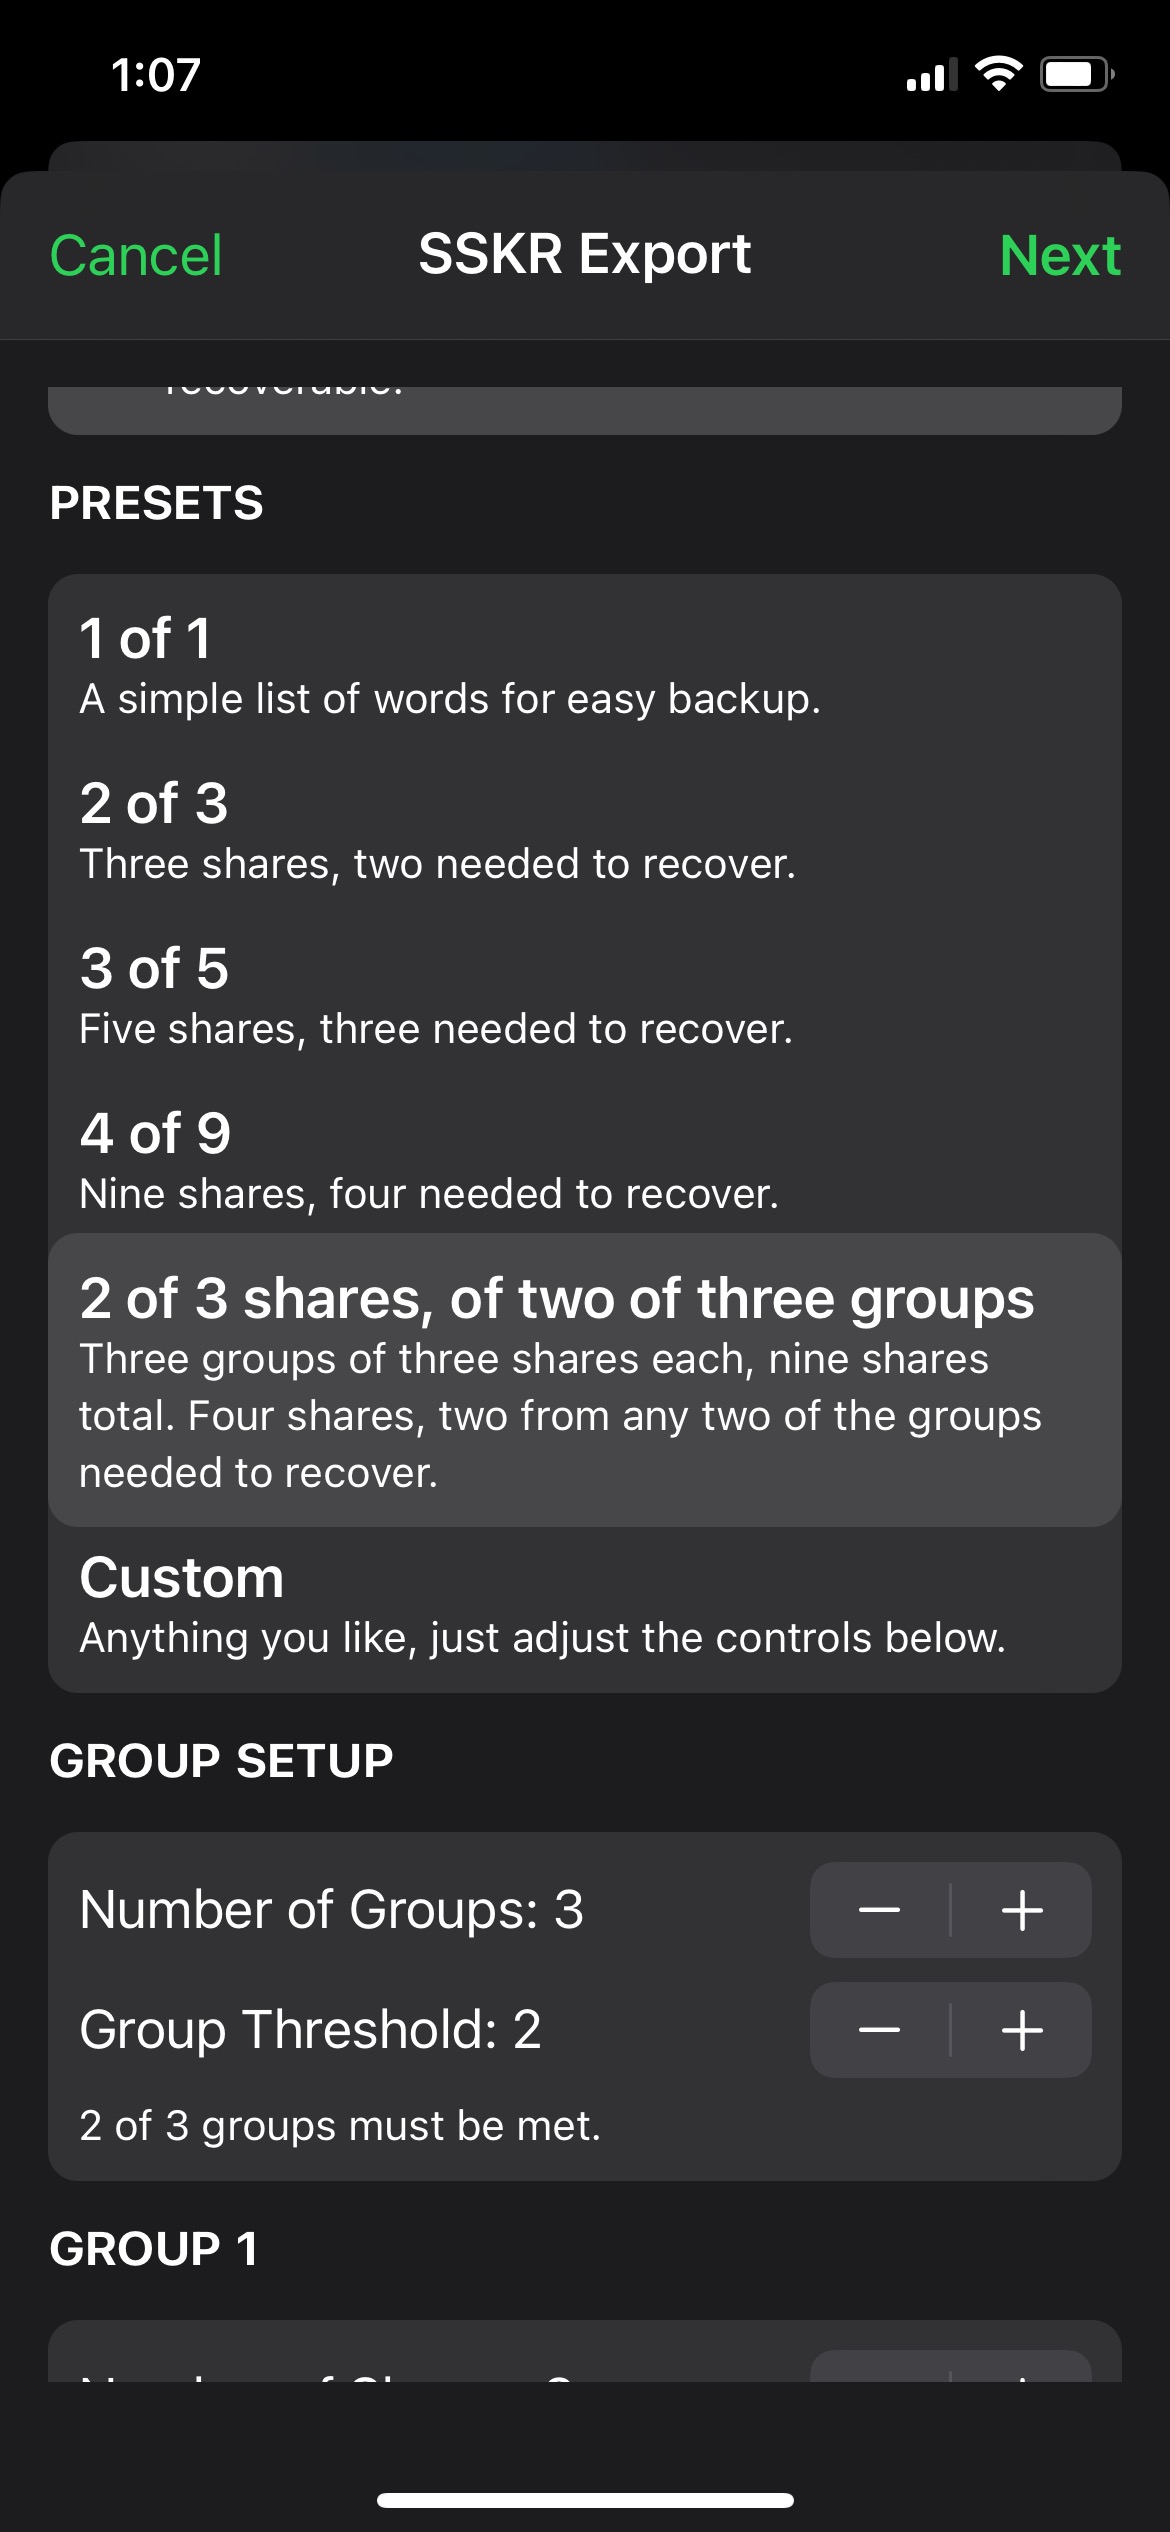 1:07
Cancel
SSKR Export
Next
recoverable.
PRESETS
1 of 1
A simple list of words for easy backup.
2 of 3
Three shares, two needed to recover.
3 of 5
Five shares, three needed to recover.
4 of 9
Nine shares, four needed to recover.
2 of 3 shares, of two of three groups
Three groups of three shares each, nine shares
total. Four shares, two from any two of the groups
needed to recover.
Custom
Anything you like, just adjust the controls below.
GROUP SETUP
Number of Groups: 3
Group Threshold: 2
2 of 3 groups must be met.
GROUP 1